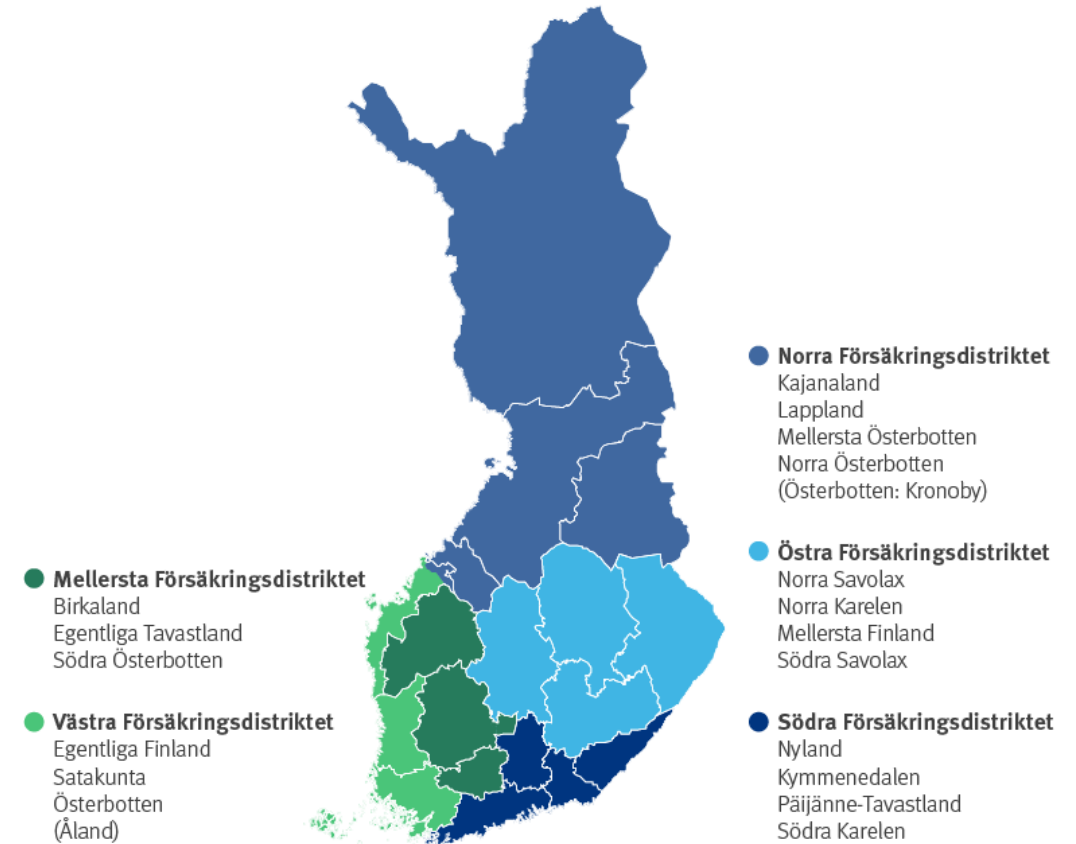 Norra Försäkringsdistriktet
Kajanaland
Lappland
Mellersta Österbotten
Norra Österbotten
(Österbotten: Kronoby)
Östra Försäkringsdistriktet
Norra Savolax
Norra Karelen
Mellersta Finland
Södra Savolax
Mellersta Försäkringsdistriktet
Birkaland
Egentliga Tavastland
Södra Österbotten
Västra Försäkringsdistriktet
Egentliga Finland
Satakunta
Österbotten
(Åland)
Södra Försäkringsdistriktet
Nyland
Kymmenedalen
Päijänne-Tavastland
Södra Karelen